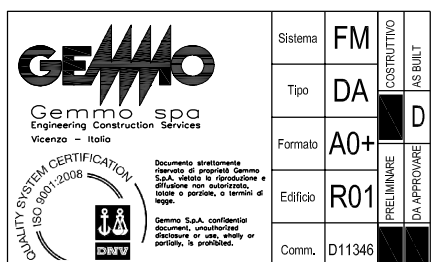 GEMMO
Gemmo spa
Engineering Construction Services
Vicenza – Italia
QUALITY SYSTEM CERTIFICATION
ISO 9001:2008
DNV
Documento strettamente
riservato di proprietà Gemmo
S.p.A. vietata la riproduzione e
diffusione non autorizzata,
totale o parziale, a termini di
legge.
Gemmo S.p.A. confidential
document, unauthorized
disclosure or use, wholly or
partially, is prohibited.
Sistema FM
Tipo DA
Formato A0+
Edificio R01
Comm. D11346
COSTRUTTIVO
AS BUILT
D
PRELIMINARE
DA APPROVARE